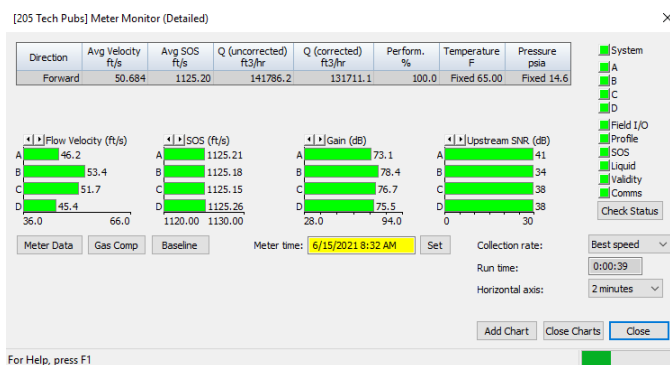 [205 Tech Pubs] Meter Monitor (Detailed)
Direction Avg Velocity ft/s Avg SOS ft/s Q (uncorrected) ft3/hr Q (corrected) ft3/hr Perform. % Temperature F Pressure psia
Forward 50.684 1125.20 141786.2 131711.1 100.0 Fixed 65.00 Fixed 14.6
System
A
B
C
D
Field I/O
Profile
SOS
Liquid
Validity
Comms
Check Status
Flow Velocity (ft/s)
A 46.2
B 53.4
C 51.7
D 45.4
36.0 66.0
SOS (ft/s)
A 1125.21
B 1125.18
C 1125.15
D 1125.26
1120.00 1130.00
Gain (dB)
A 73.1
B 78.4
C 76.7
D 75.5
28.0 94.0
Upstream SNR (dB)
A 41
B 34
C 38
D 38
0 30
Meter Data Gas Comp Baseline Meter time: 6/15/2021 8:32 AM Set Collection rate: Best speed
Run time: 0:00:39
Horizontal axis: 2 minutes
Add Chart Close Charts Close
For Help, press F1